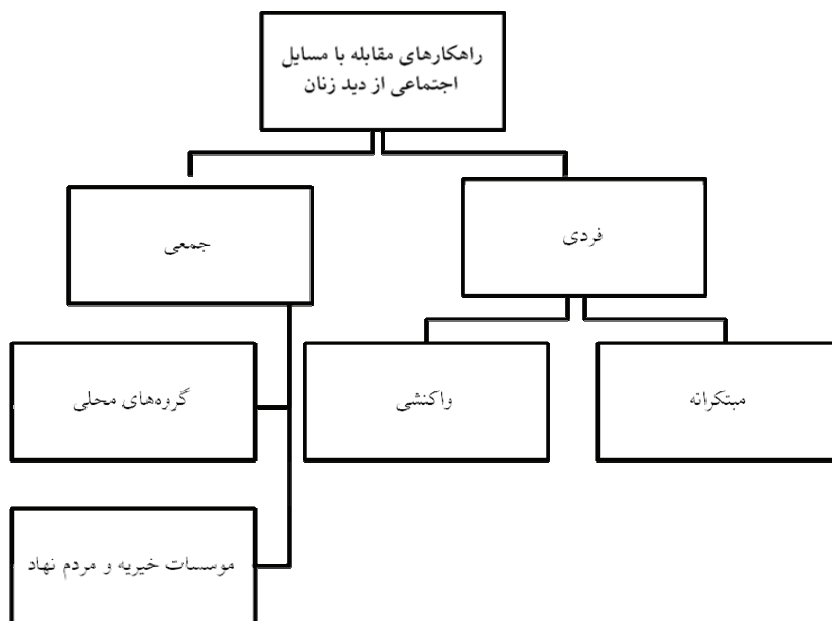 راهکارهای مقابله با مسایل
اجتماعی از دید زنان
فردی
جمعی
مبتکرانه
واکنشی
گروه‌های محلی
موسسات خیریه و مردم نهاد